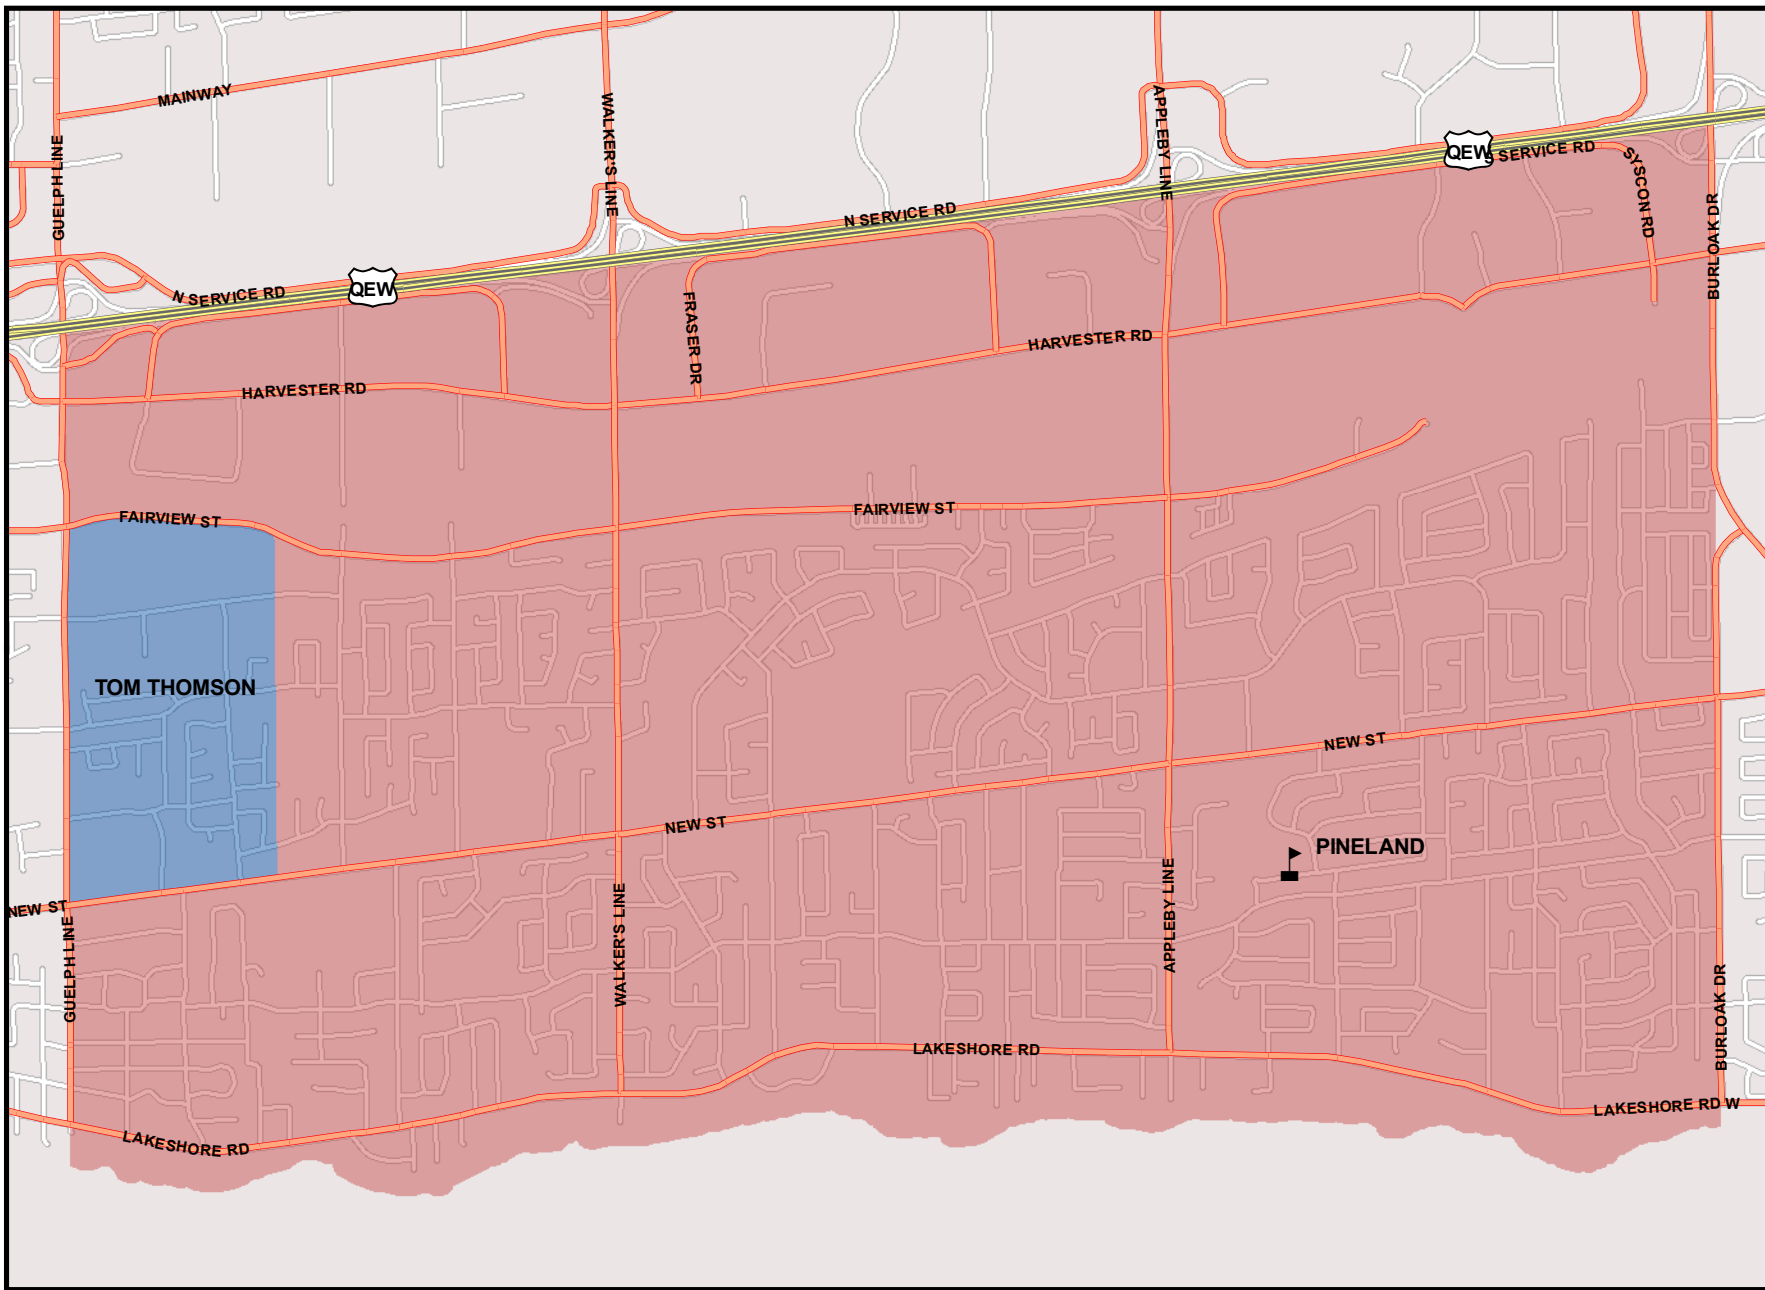 MAINWAY
WALKER'S LINE
APPLEBY LINE
GUELPH LINE
QEW
S SERVICE RD
SYSCON RD
BURLOAK DR
N SERVICE RD
N SERVICE RD
QEW
FRASER DR
HARVESTER RD
HARVESTER RD
FAIRVIEW ST
FAIRVIEW ST
TOM THOMSON
NEW ST
NEW ST
PINELAND
NEW ST
GUELPH LINE
WALKER'S LINE
APPLEBY LINE
BURLOAK DR
LAKESHORE RD
LAKESHORE RD W
LAKESHORE RD